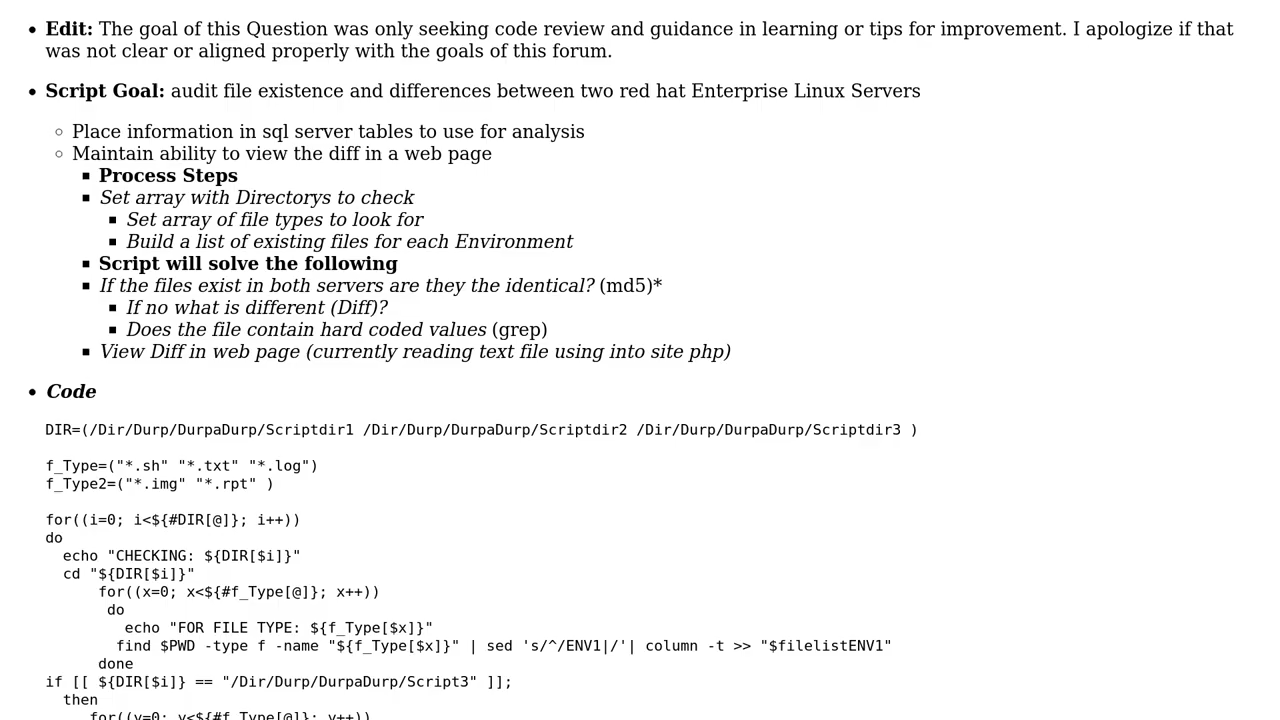 Edit: The goal of this Question was only seeking code review and guidance in learning or tips for improvement. I apologize if that
was not clear or aligned properly with the goals of this forum.
Script Goal: audit file existence and differences between two red hat Enterprise Linux Servers
Place information in sql server tables to use for analysis
Maintain ability to view the diff in a web page
Process Steps
Set array with Directorys to check
Set array of file types to look for
Build a list of existing files for each Environment
Script will solve the following
If the files exist in both servers are they the identical? (md5)*
If no what is different (Diff)?
Does the file contain hard coded values (grep)
View Diff in web page (currently reading text file using into site php)
Code
DIR=(/Dir/Durp/DurpaDurp/Scriptdir1 /Dir/Durp/DurpaDurp/Scriptdir2 /Dir/Durp/DurpaDurp/Scriptdir3 )
f_Type=("*.sh" "*.txt" "*.log")
f_Type2=("*.img" "*.rpt" )
for((i=0; i<${#DIR[@]}; i++))
do
echo "CHECKING: ${DIR[$i]}"
cd "${DIR[$i]}"
for((x=0; x<${#f_Type[@]}; x++))
do
echo "FOR FILE TYPE: ${f_Type[$x]}"
find $PWD -type f -name "${f_Type[$x]}" | sed 's/^/ENV1|/'| column -t >> "$filelistENV1"
done
if [[ ${DIR[$i]} == "/Dir/Durp/DurpaDurp/Script3" ]];
then
for((y=0; y<${#f_Type[@]}; y++))